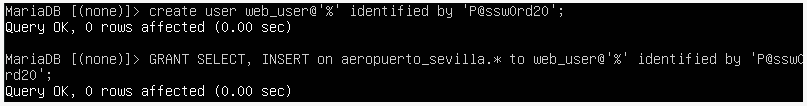 MariaDB [(none)]> create user web_user@'%' identified by 'P@ssw0rd20';
Query OK, 0 rows affected (0.00 sec)
MariaDB [(none)]> GRANT SELECT, INSERT on aeropuerto_sevilla.* to web_user@'%' identified by 'P@ssw0
rd20';
Query OK, 0 rows affected (0.00 sec)